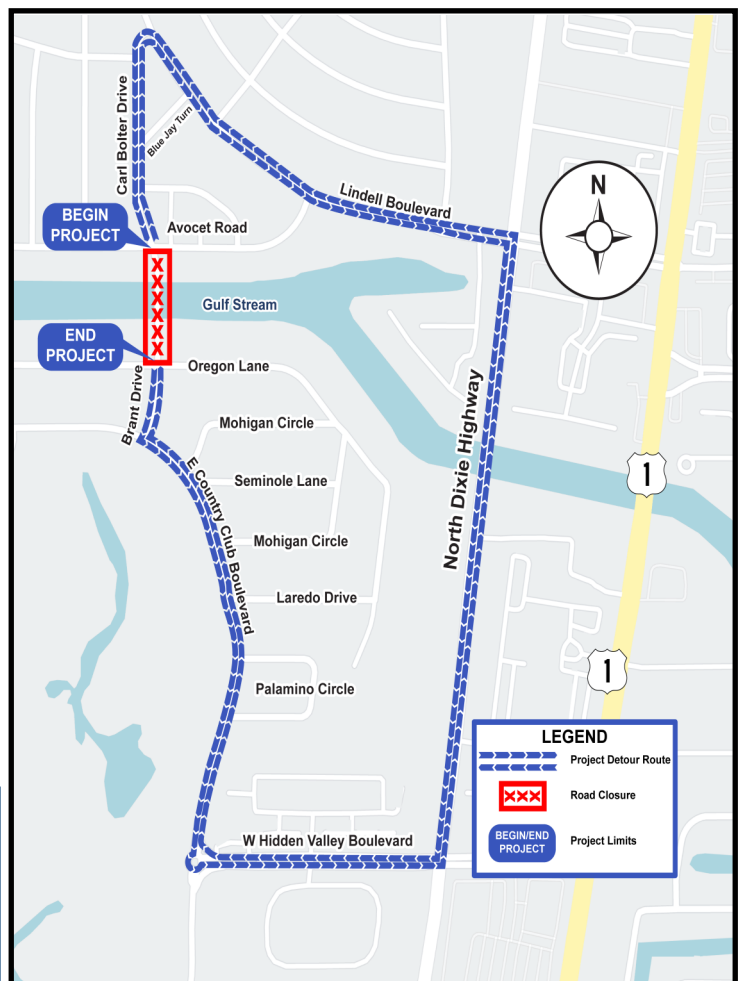 Carl Bolter Drive
Blue Jay Turn
Lindell Boulevard
N
BEGIN
PROJECT
Avocet Road
Gulf Stream
END
PROJECT
Oregon Lane
Brant Drive
Mohigan Circle
E Country Club Boulevard
Seminole Lane
Mohigan Circle
North Dixie Highway
1
Laredo Drive
1
Palamino Circle
LEGEND
Project Detour Route
XXX
Road Closure
BEGIN/END
PROJECT
Project Limits
W Hidden Valley Boulevard